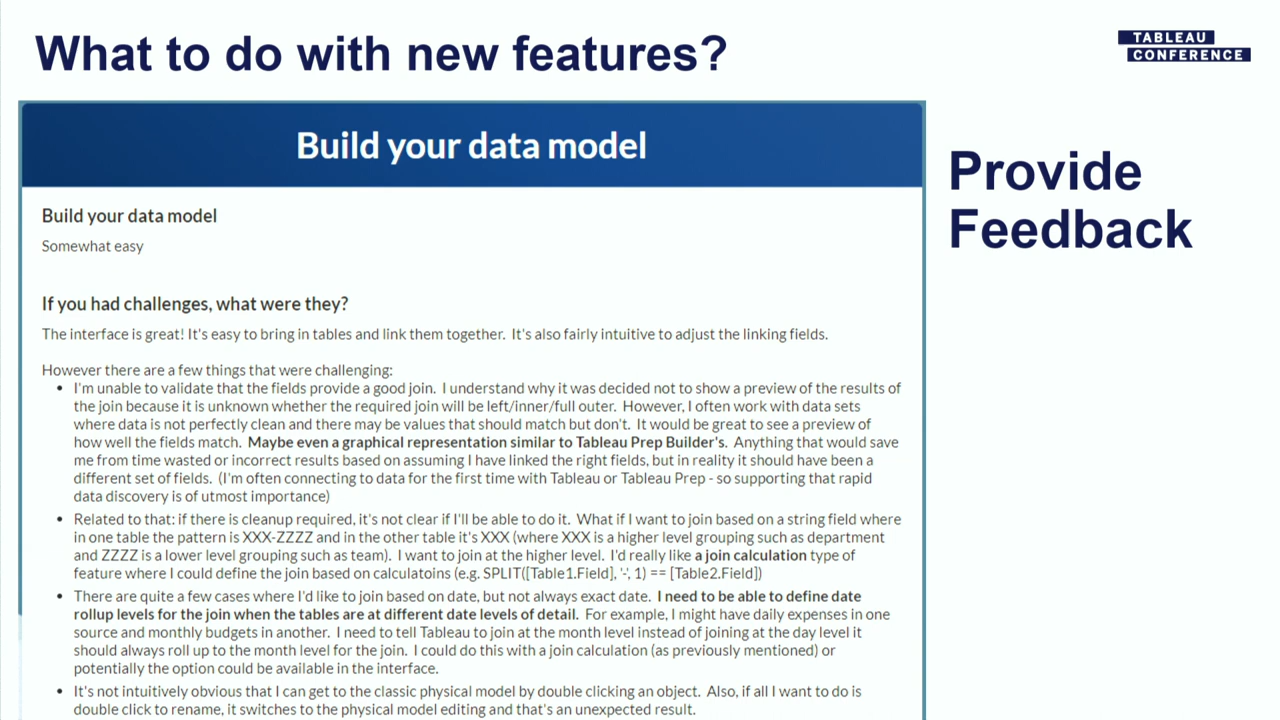 What to do with new features?
TABLEAU
CONFERENCE
Build your data model
Provide
Feedback
Build your data model
Somewhat easy
If you had challenges, what were they?
The interface is great! It's easy to bring in tables and link them together. It's also fairly intuitive to adjust the linking fields.
However there are a few things that were challenging:
• I'm unable to validate that the fields provide a good join. I understand why it was decided not to show a preview of the results of
the join because it is unknown whether the required join will be left/inner/full outer. However, I often work with data sets
where data is not perfectly clean and there may be values that should match but don't. It would be great to see a preview of
how well the fields match. Maybe even a graphical representation similar to Tableau Prep Builder's. Anything that would save
me from time wasted or incorrect results based on assuming I have linked the right fields, but in reality it should have been a
different set of fields. (I'm often connecting to data for the first time with Tableau or Tableau Prep - so supporting that rapid
data discovery is of utmost importance)
• Related to that: if there is cleanup required, it's not clear if I'll be able to do it. What if I want to join based on a string field where
in one table the pattern is XXX-ZZZZ and in the other table it's XXX (where XXX is a higher level grouping such as department
and ZZZZ is a lower level grouping such as team). I want to join at the higher level. I'd really like a join calculation type of
feature where I could define the join based on calculatoins (e.g. SPLIT([Table1.Field], '-', 1) == [Table2.Field])
• There are quite a few cases where I'd like to join based on date, but not always exact date. I need to be able to define date
rollup levels for the join when the tables are at different date levels of detail. For example, I might have daily expenses in one
source and monthly budgets in another. I need to tell Tableau to join at the month level instead of joining at the day level it
should always roll up to the month level for the join. I could do this with a join calculation (as previously mentioned) or
potentially the option could be available in the interface.
• It's not intuitively obvious that I can get to the classic physical model by double clicking an object. Also, if all I want to do is
double click to rename, it switches to the physical model editing and that's an unexpected result.